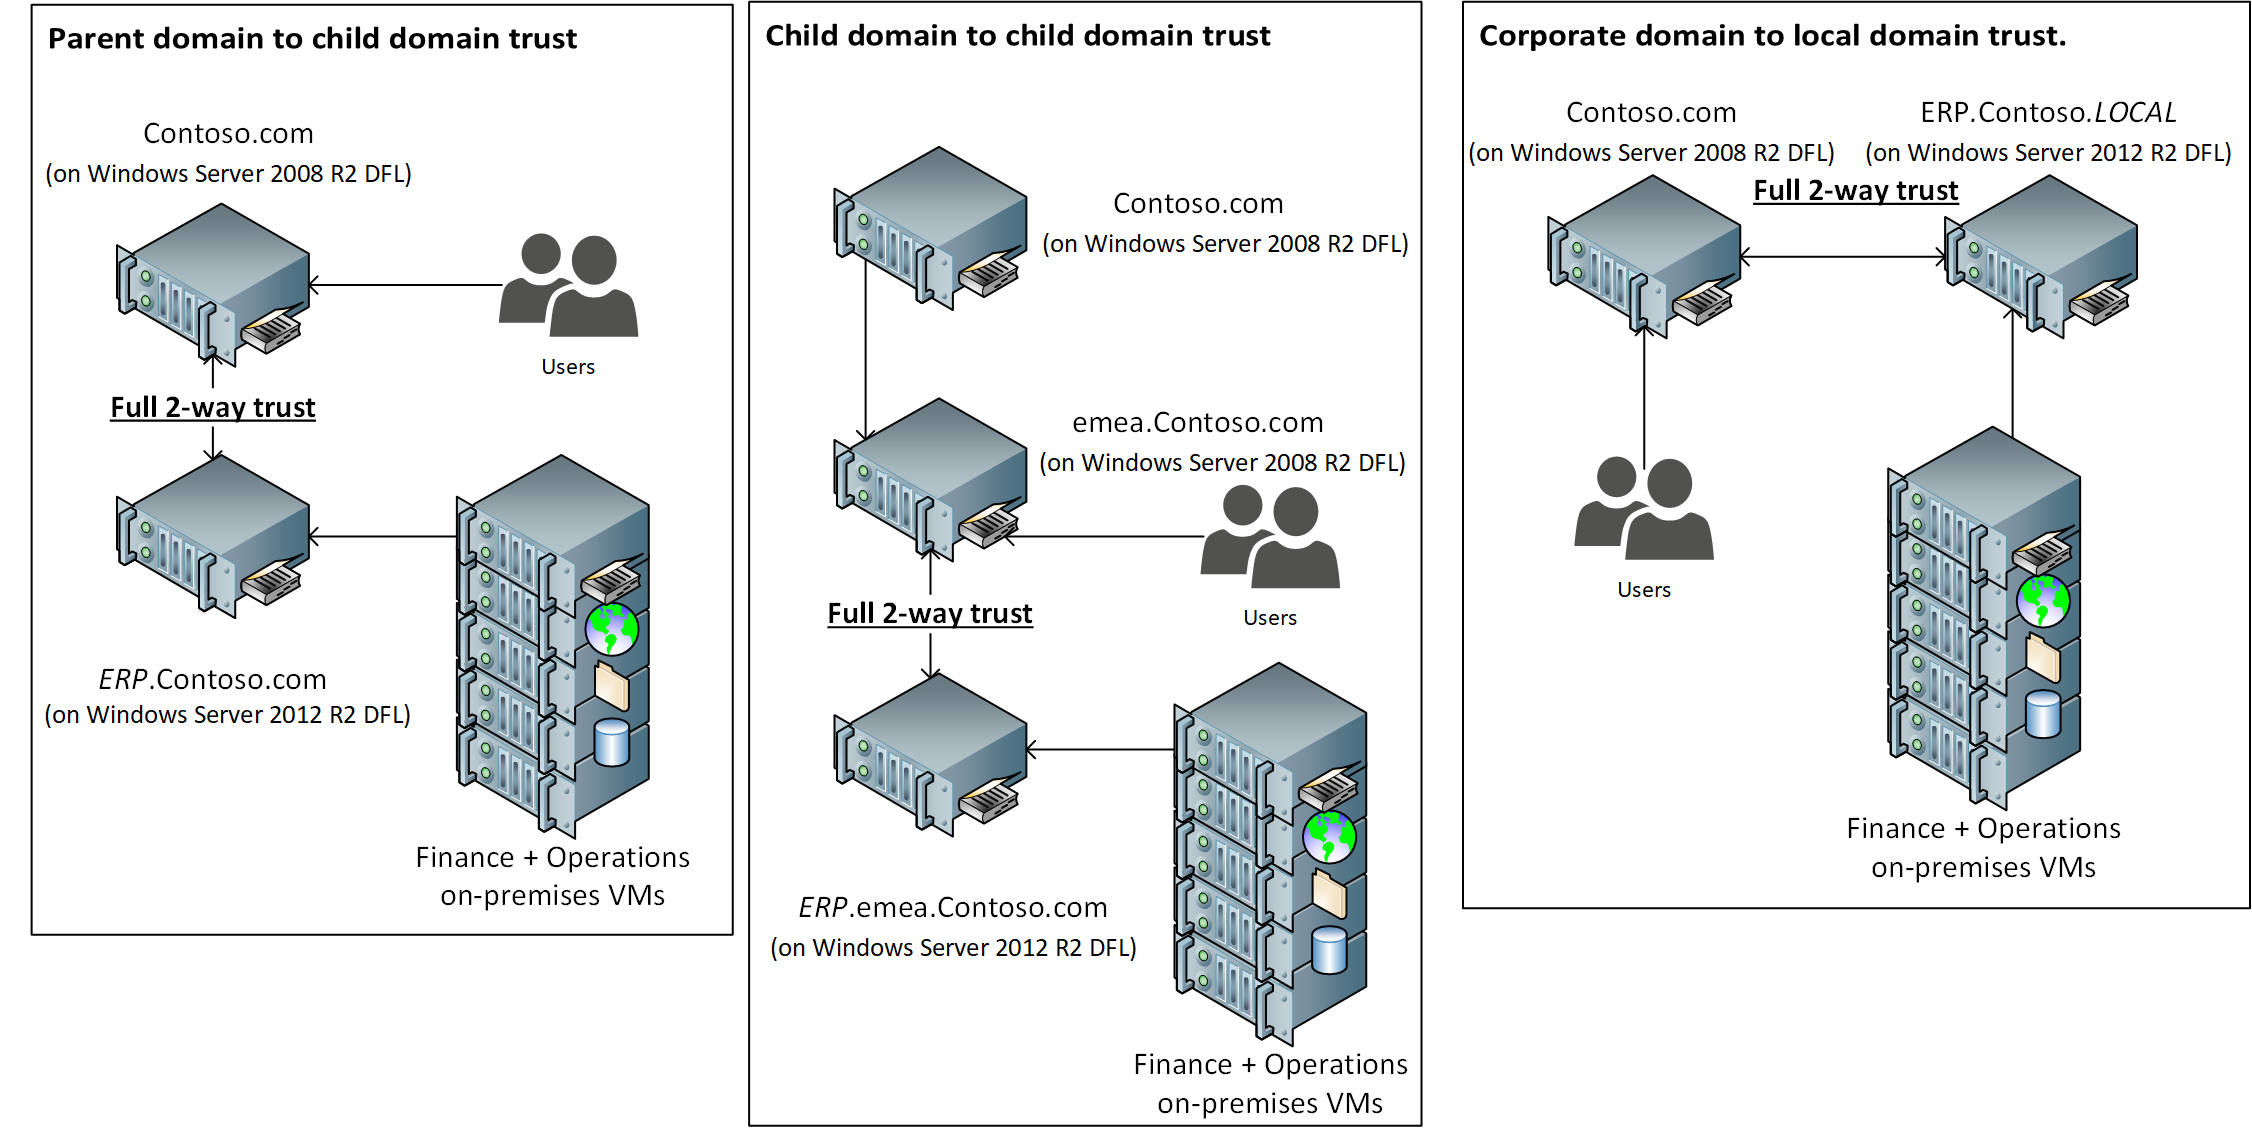 Parent domain to child domain trust
Contoso.com
(on Windows Server 2008 R2 DFL)
Users
Full 2-way trust
ERP.Contoso.com
(on Windows Server 2012 R2 DFL)
Finance + Operations
on-premises VMs
Child domain to child domain trust
Contoso.com
(on Windows Server 2008 R2 DFL)
emea.Contoso.com
(on Windows Server 2008 R2 DFL)
Users
Full 2-way trust
ERP.emea.Contoso.com
(on Windows Server 2012 R2 DFL)
Finance + Operations
on-premises VMs
Corporate domain to local domain trust.
Contoso.com
(on Windows Server 2008 R2 DFL)
ERP.Contoso.LOCAL
(on Windows Server 2012 R2 DFL)
Full 2-way trust
Users
Finance + Operations
on-premises VMs